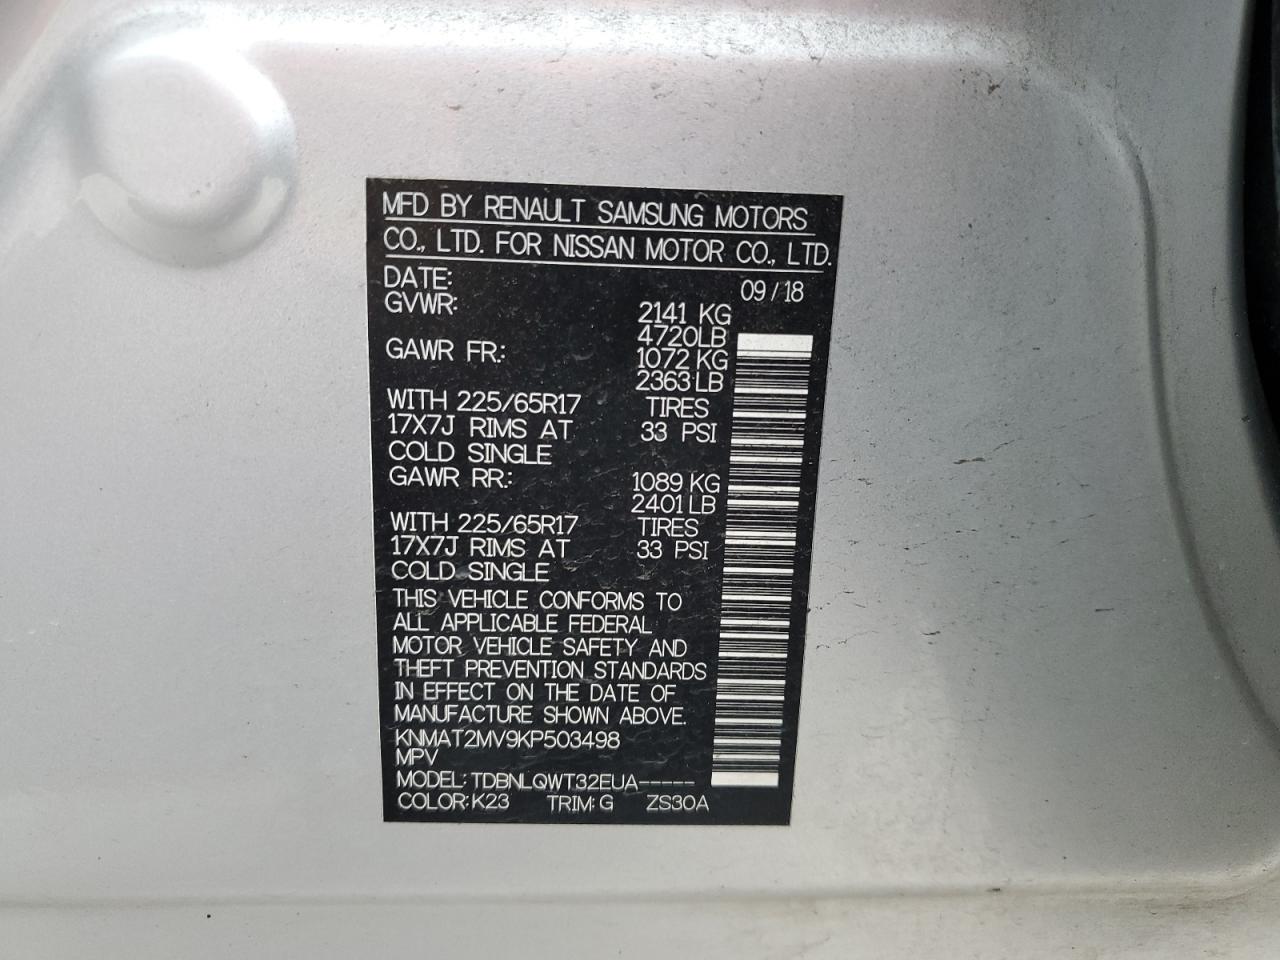 MFD BY RENAULT SAMSUNG MOTORS
CO., LTD. FOR NISSAN MOTOR CO., LTD.
DATE: 09 / 18
GVWR: 2141 KG
4720LB
GAWR FR.: 1072 KG
2363 LB
WITH 225/65R17 TIRES
17X7J RIMS AT 33 PSI
COLD SINGLE
GAWR RR.: 1089 KG
2401 LB
WITH 225/65R17 TIRES
17X7J RIMS AT 33 PSI
COLD SINGLE
THIS VEHICLE CONFORMS TO
ALL APPLICABLE FEDERAL
MOTOR VEHICLE SAFETY AND
THEFT PREVENTION STANDARDS
IN EFFECT ON THE DATE OF
MANUFACTURE SHOWN ABOVE.
KNMAT2MV9KP503498
MPV
MODEL: TDBNLQWT32EUA-----
COLOR: K23 TRIM: G ZS30A